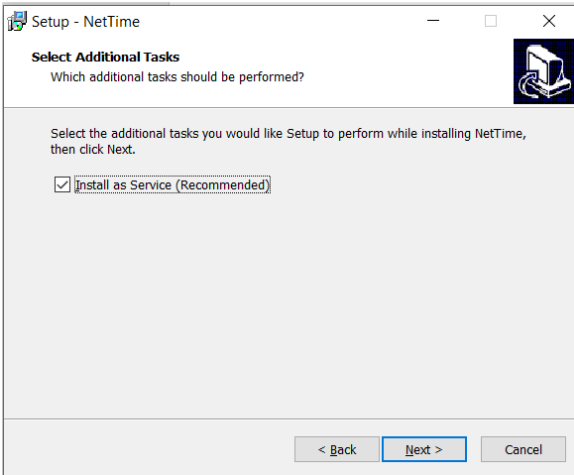 Setup - NetTime
Select Additional Tasks
Which additional tasks should be performed?
Select the additional tasks you would like Setup to perform while installing NetTime,
then click Next.
Install as Service (Recommended)
< Back
Next >
Cancel